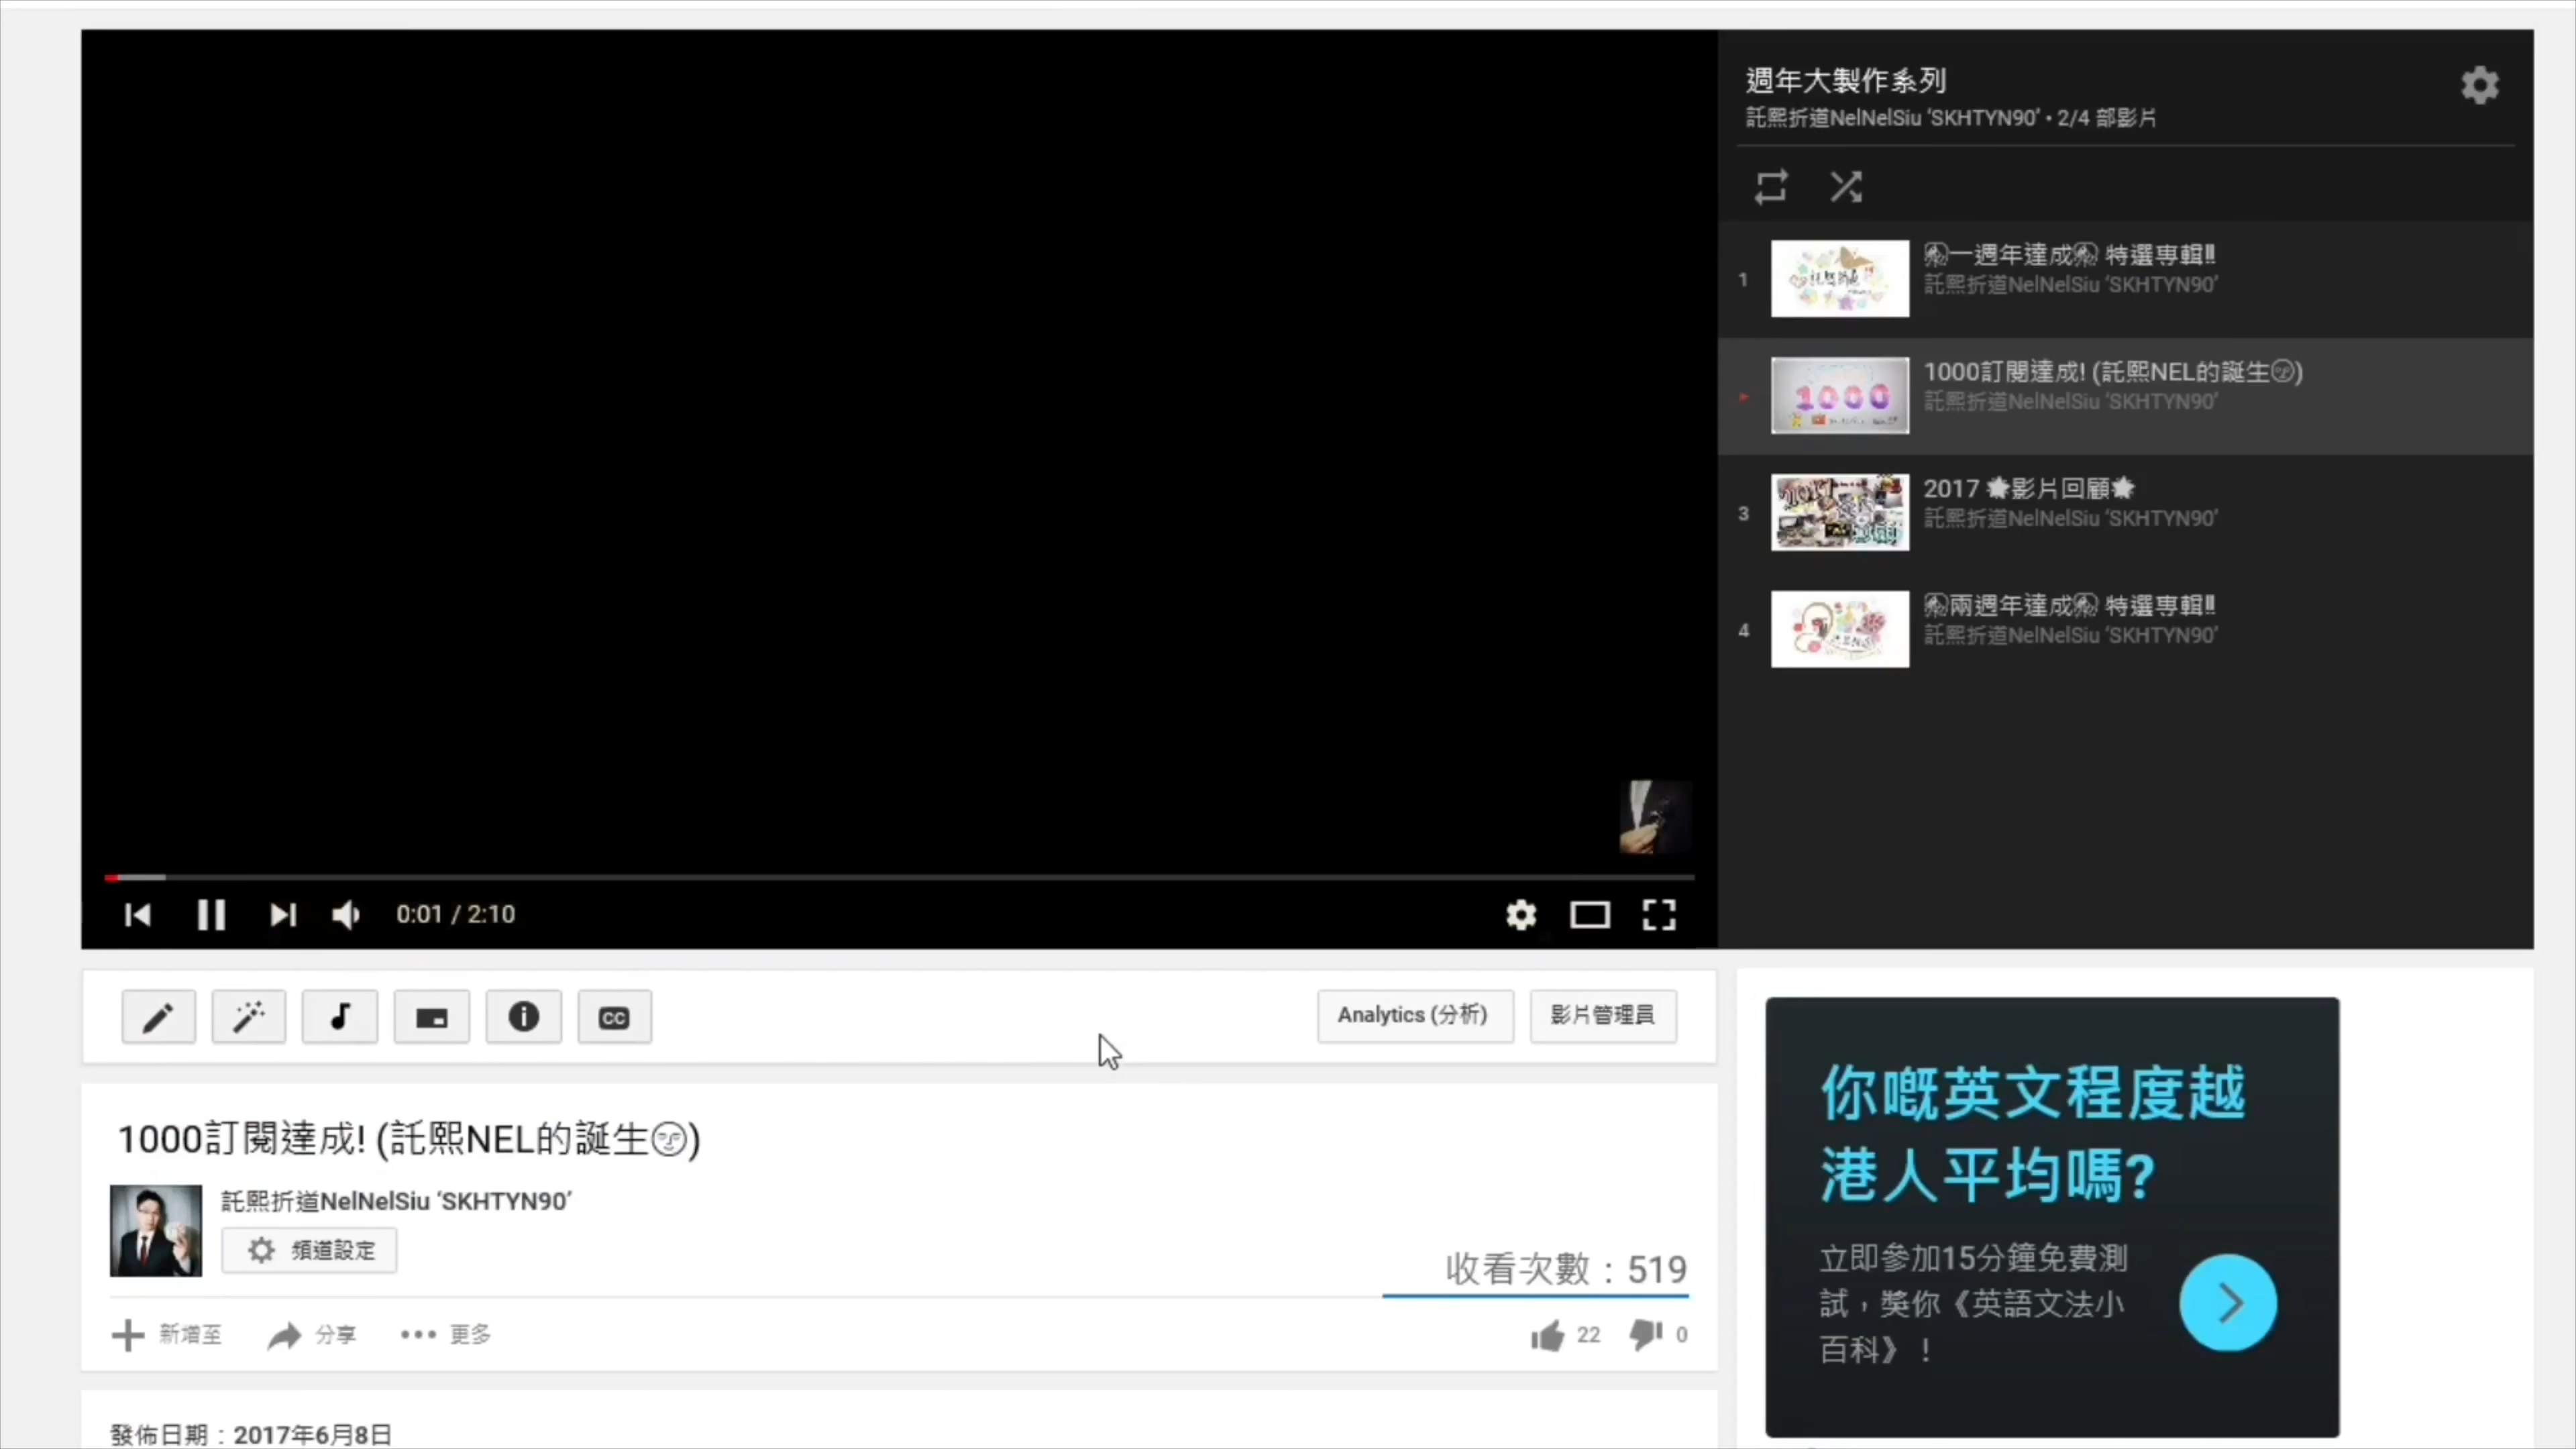 週年大製作系列
託熙折道NelNelSiu ‘SKHTYN90’ • 2/4 部影片
1
一週年達成 特選專輯‼
託熙折道NelNelSiu ‘SKHTYN90’
1000訂閱達成! (託熙NEL的誕生🌝)
託熙折道NelNelSiu ‘SKHTYN90’
3
2017 ★影片回顧★
託熙折道NelNelSiu ‘SKHTYN90’
4
兩週年達成 特選專輯‼
託熙折道NelNelSiu ‘SKHTYN90’
1000
0:01 / 2:10
CC
Analytics (分析)
影片管理員
1000訂閱達成! (託熙NEL的誕生🌝)
託熙折道NelNelSiu ‘SKHTYN90’
頻道設定
收看次數：519
新增至
分享
更多
22
0
發佈日期：2017年6月8日
你嘅英文程度越
港人平均嗎?
立即參加15分鐘免費測
試，獎你《英語文法小
百科》！